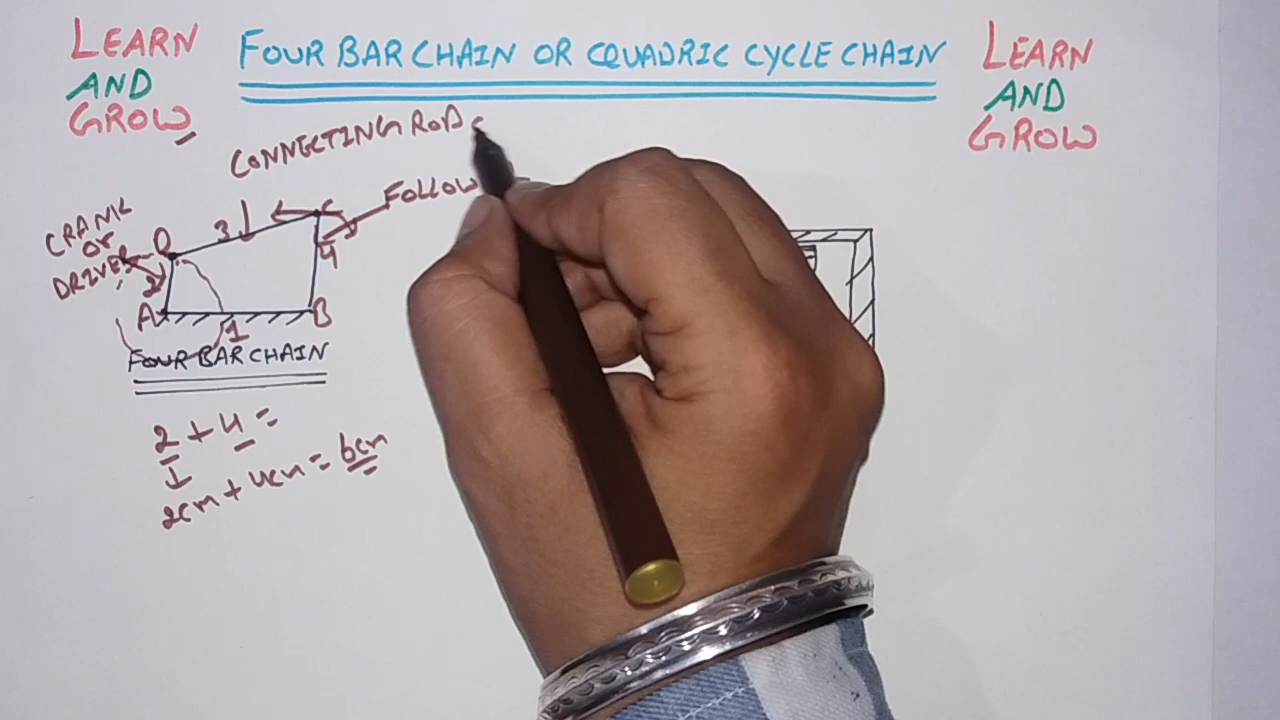 LEARN
AND
GROW
FOUR BAR CHAIN OR QUADRIC CYCLE CHAIN
LEARN
AND
GROW
CONNECTING ROD
FOLLOW
CRANK
OR
DRIVER
D
3
C
4
2
A
1
B
FOUR BAR CHAIN
2 + 4 =
2cm + 4cm = 6cm